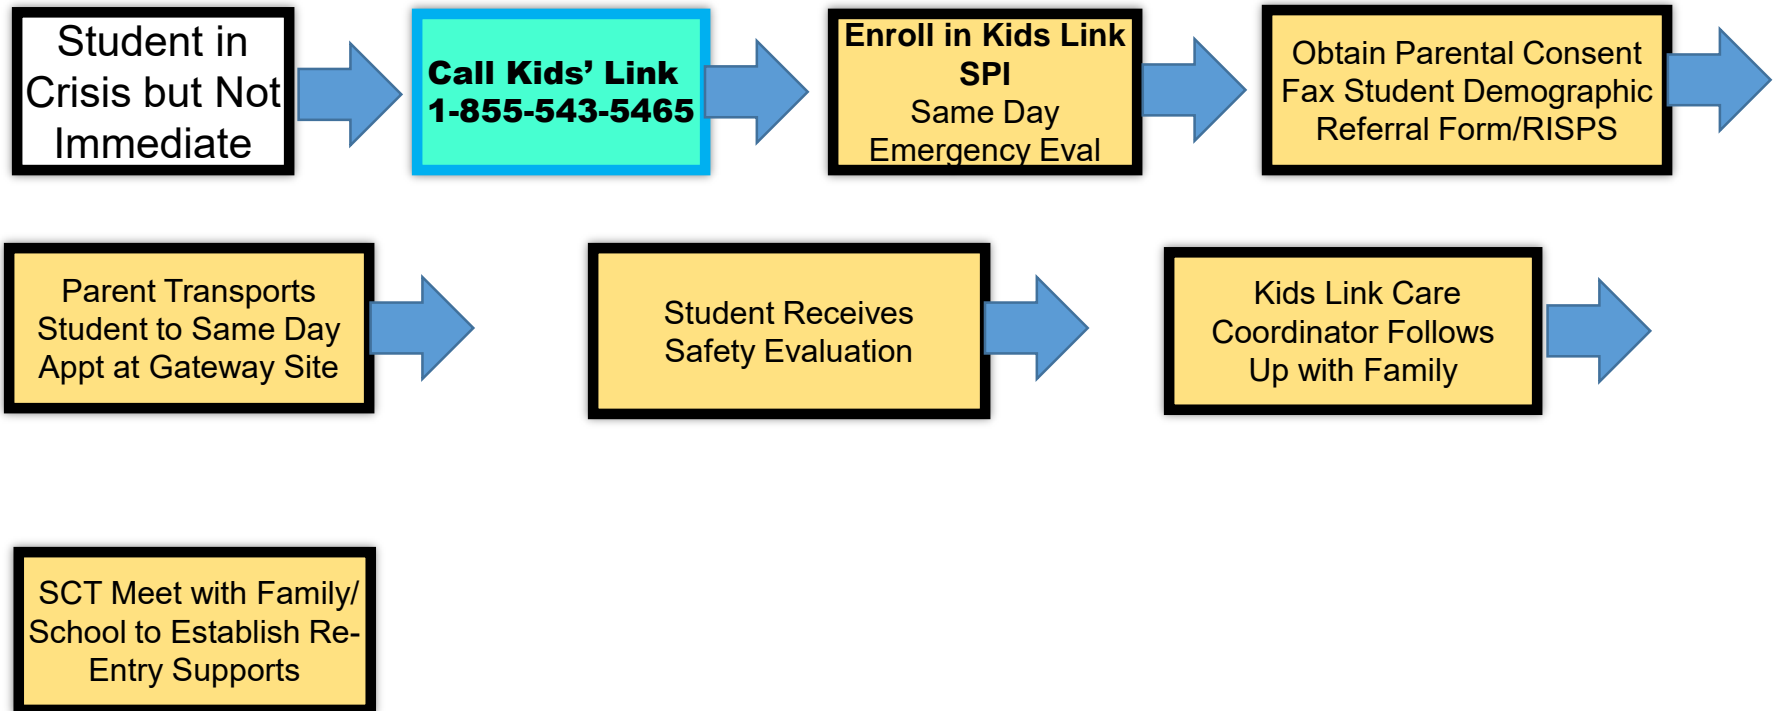 Student in
Crisis but Not
Immediate
Call Kids’ Link
1-855-543-5465
Enroll in Kids Link
SPI
Same Day
Emergency Eval
Obtain Parental Consent
Fax Student Demographic
Referral Form/RISPS
Parent Transports
Student to Same Day
Appt at Gateway Site
Student Receives
Safety Evaluation
Kids Link Care
Coordinator Follows
Up with Family
SCT Meet with Family/
School to Establish Re-
Entry Supports